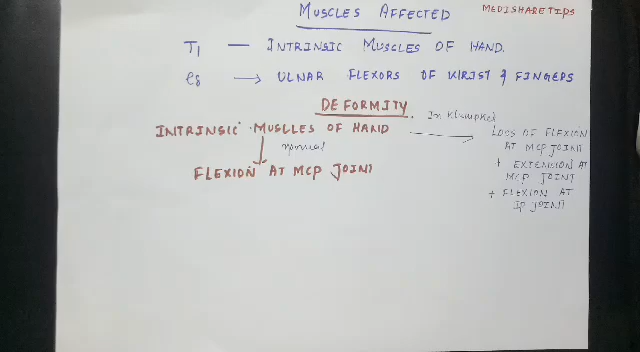 MUSCLES AFFECTED
MEDISHARETIPS
T1 — INTRINSIC MUSCLES OF HAND.
C8 → ULNAR FLEXORS OF WRIST & FINGERS
DEFORMITY.
In Klumpke's
INTRINSIC MUSCLES OF HAND
normal
FLEXION AT MCP JOINT
LOSS OF FLEXION
AT MCP JOINT
+ EXTENSION AT
MCP JOINT
+ FLEXION AT
IP JOINT